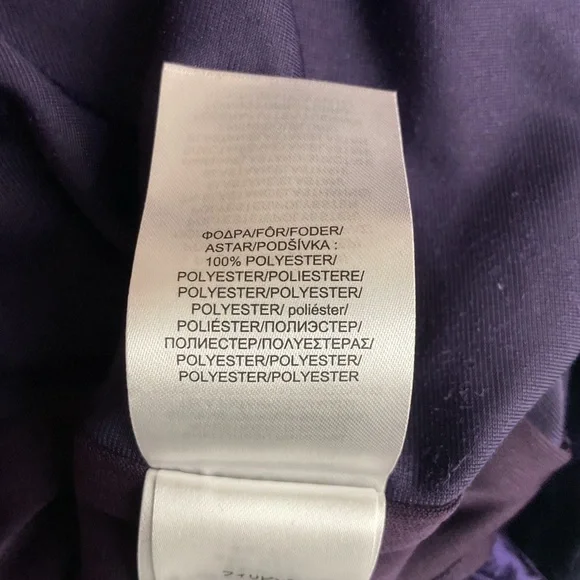 ΦΟΔΡΑ/FÔR/FODER/
ASTAR/PODŠÍVKA :
100% POLYESTER/
POLYESTER/POLIESTERE/
POLYESTER/POLYESTER/
POLYESTER/ poliéster/
POLIÉSTER/ПОЛИЭСТЕР/
ПОЛИЕСТЕР/ΠΟΛΥΕΣΤΕΡΑΣ/
POLYESTER/POLYESTER/
POLYESTER/POLYESTER